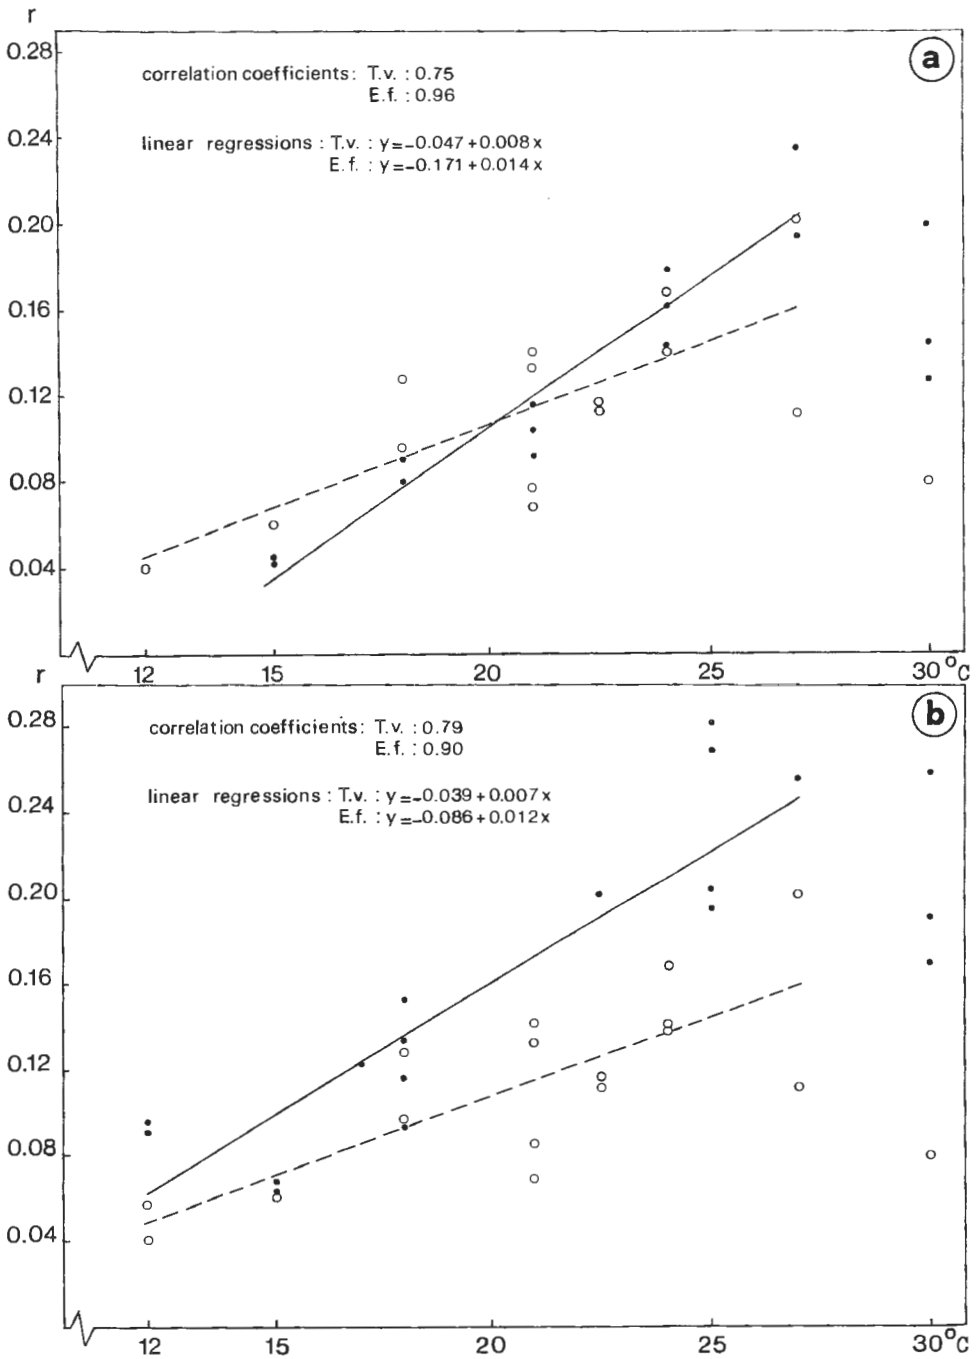 r
a
0.28
correlation coefficients: T.v. : 0.75
E.f. : 0.96
0.24
linear regressions : T.v. : y=-0.047+0.008x
E.f. : y=-0.171+0.014x
0.20
0.16
0.12
0.08
0.04
12 15 20 25 30°C
r
b
0.28
correlation coefficients: T.v. : 0.79
E.f. : 0.90
linear regressions : T.v. : y=-0.039+0.007x
E.f. : y=-0.086+0.012x
0.24
0.20
0.16
0.12
0.08
0.04
12 15 20 25 30°C